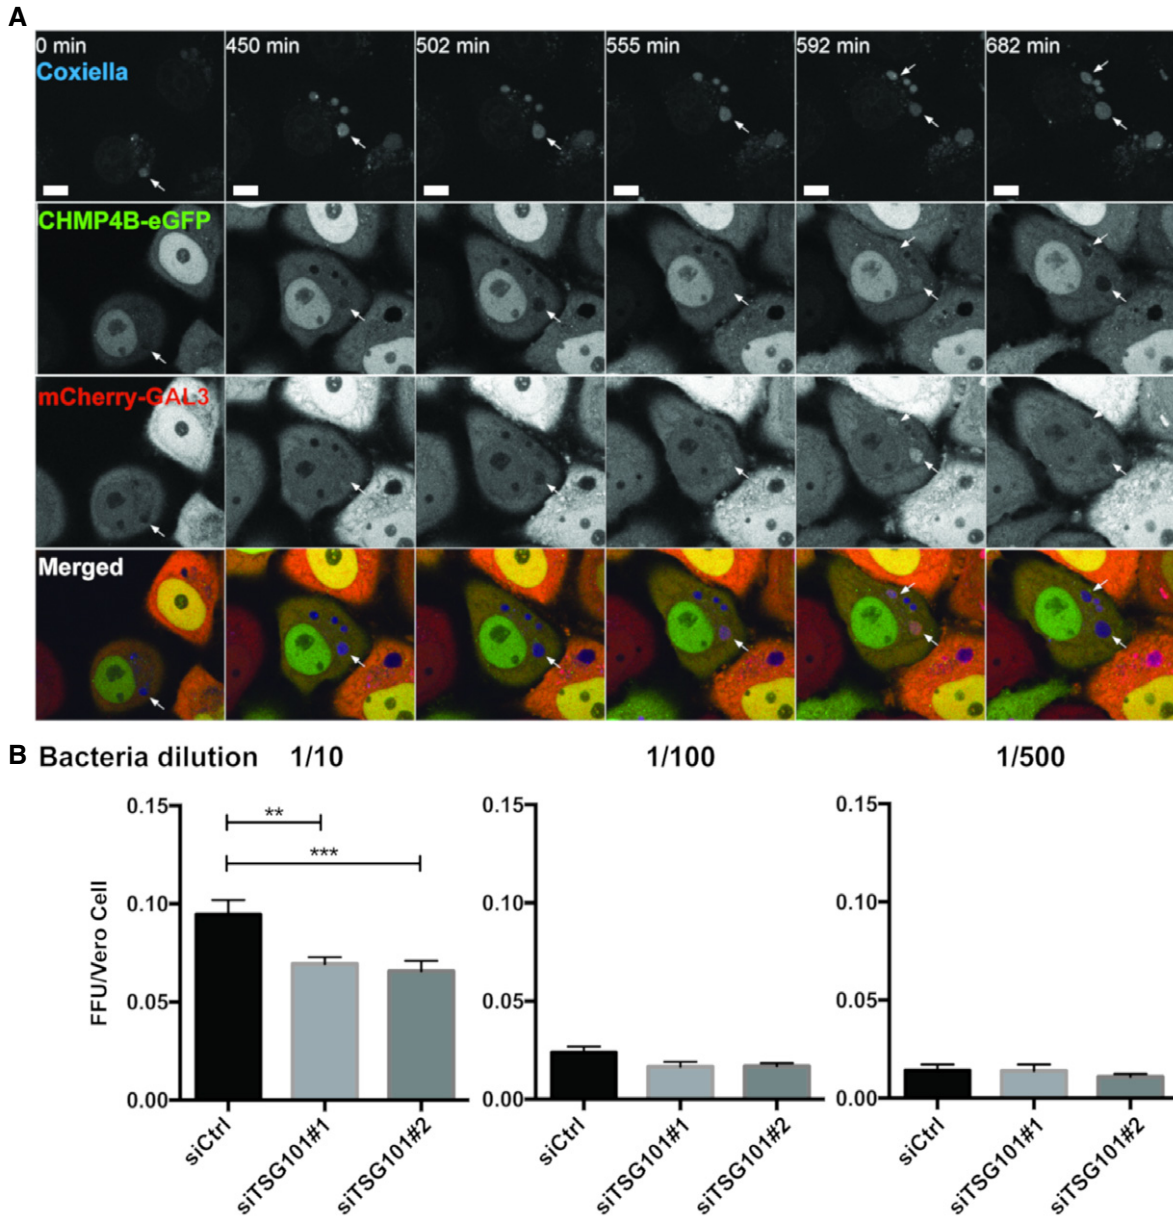 A
0 min 450 min 502 min 555 min 592 min 682 min
Coxiella
CHMP4B-eGFP
mCherry-GAL3
Merged
B Bacteria dilution 1/10 1/100 1/500
0.15 0.15 0.15
** 
***
0.10 0.10 0.10
FFU/Vero Cell
0.05 0.05 0.05
0.00 0.00 0.00
siCtrl siTSG101#1 siTSG101#2 siCtrl siTSG101#1 siTSG101#2 siCtrl siTSG101#1 siTSG101#2